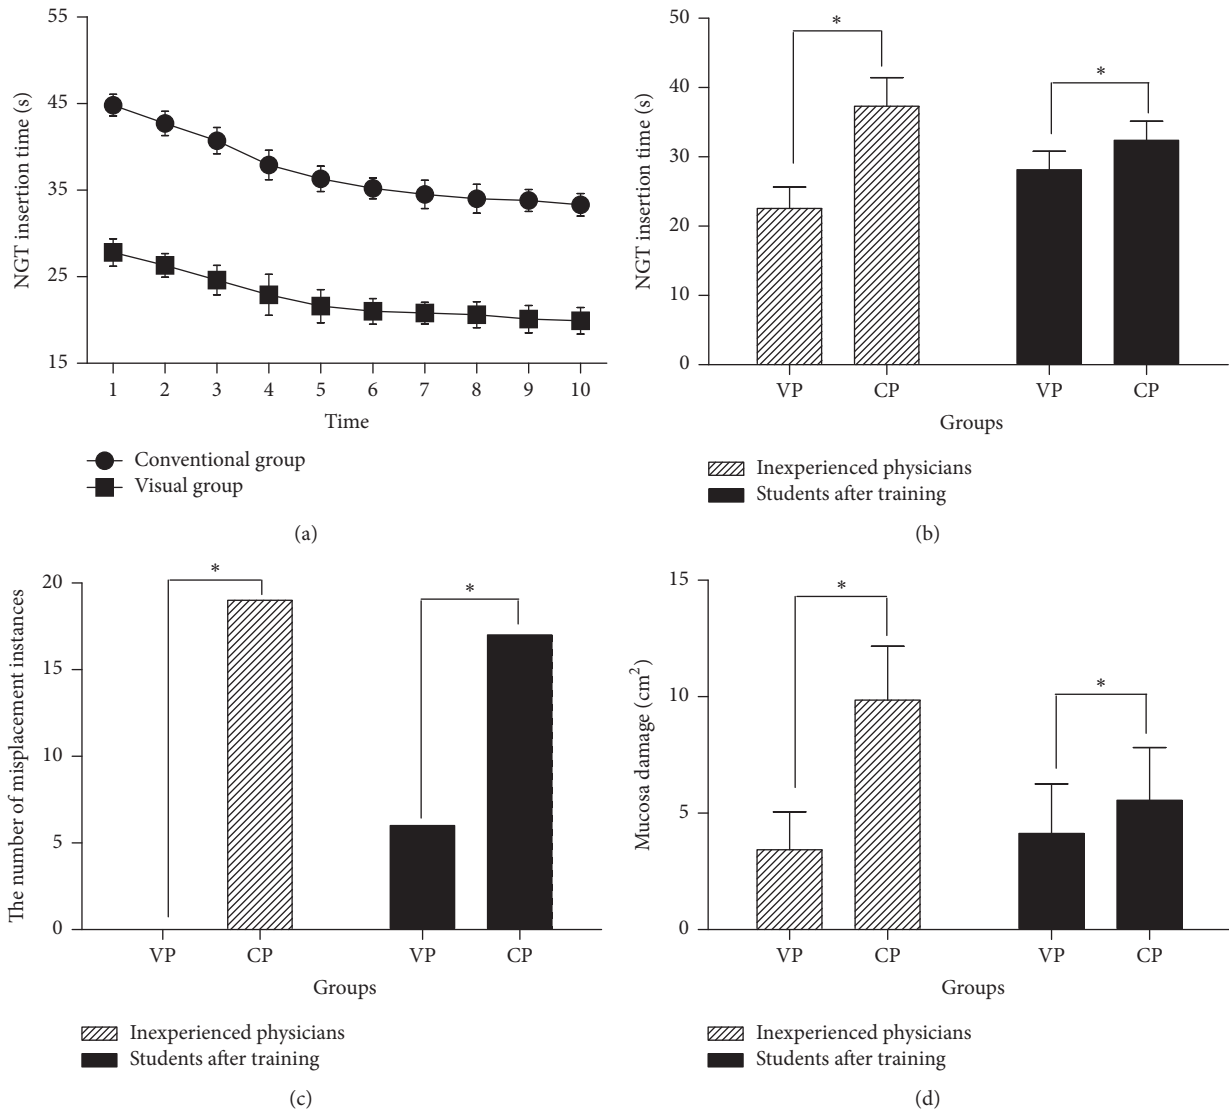 55
45
35
25
15
NGT insertion time (s)
1 2 3 4 5 6 7 8 9 10
Time
Conventional group
Visual group
(a)
50
40
30
20
10
0
NGT insertion time (s)
*
*
VP CP VP CP
Groups
Inexperienced physicians
Students after training
(b)
20
15
10
5
0
The number of misplacement instances
*
*
VP CP VP CP
Groups
Inexperienced physicians
Students after training
(c)
15
10
5
0
Mucosa damage (cm²)
*
*
VP CP VP CP
Groups
Inexperienced physicians
Students after training
(d)